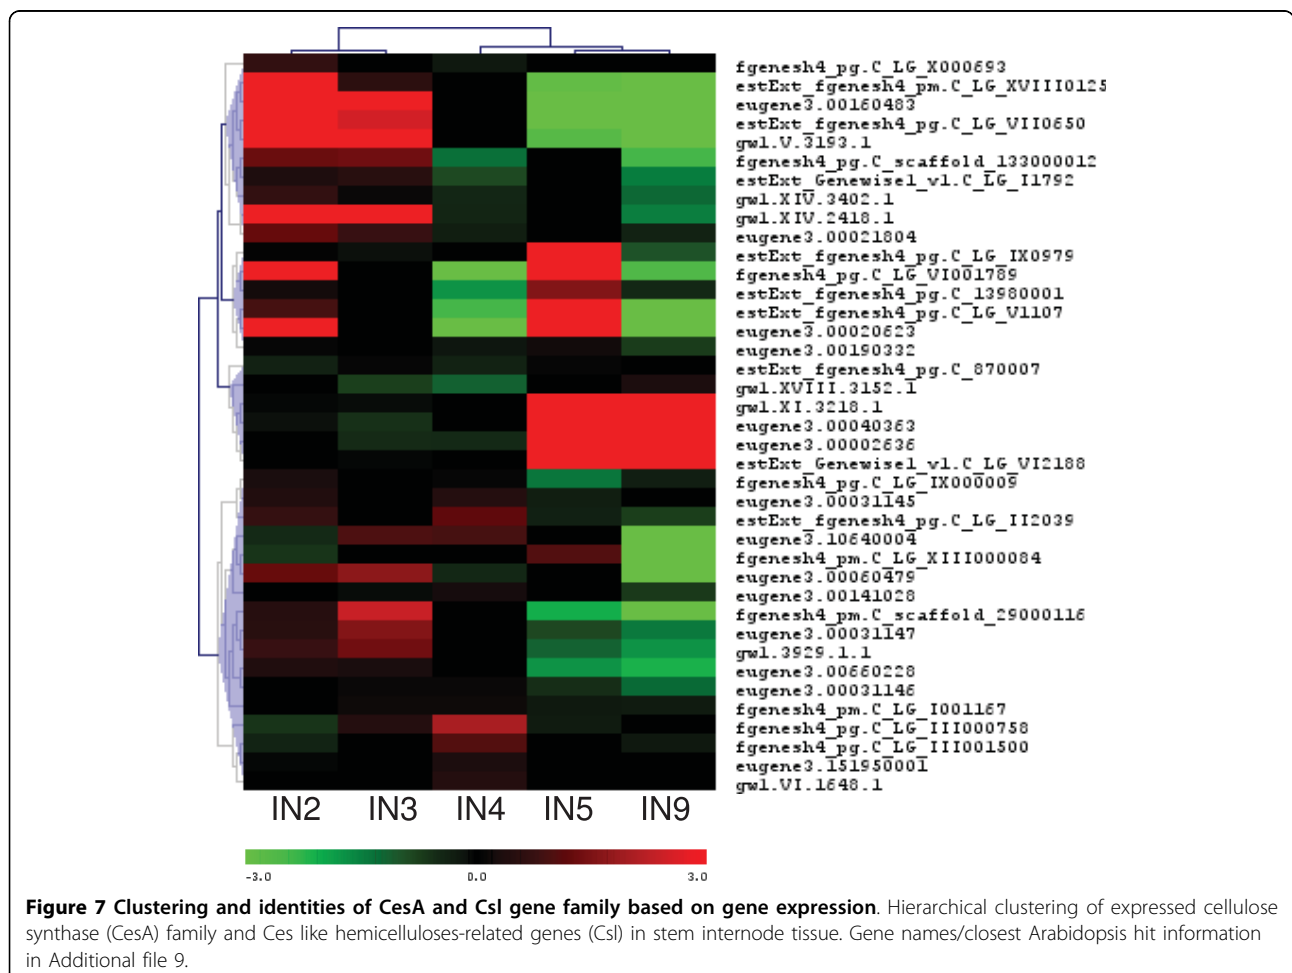 fgenesh4_pg.C_LG_X000693
estExt_fgenesh4_pm.C_LG_XVIII0125
eugene3.00160483
estExt_fgenesh4_pg.C_LG_VII0650
gw1.V.3193.1
fgenesh4_pg.C_scaffold_133000012
estExt_Genewise1_v1.C_LG_I1792
gw1.XIV.3402.1
gw1.XIV.2418.1
eugene3.00021804
estExt_fgenesh4_pg.C_LG_IX0979
fgenesh4_pg.C_LG_VI001789
estExt_fgenesh4_pg.C_13980001
estExt_fgenesh4_pg.C_LG_V1107
eugene3.00020623
eugene3.00190332
estExt_fgenesh4_pg.C_870007
gw1.XVIII.3152.1
gw1.XI.3218.1
eugene3.00040363
eugene3.00002636
estExt_Genewise1_v1.C_LG_VI2188
fgenesh4_pg.C_LG_IX000009
eugene3.00031145
estExt_fgenesh4_pg.C_LG_II2039
eugene3.10640004
fgenesh4_pm.C_LG_XIII000084
eugene3.00060479
eugene3.00141028
fgenesh4_pm.C_scaffold_29000116
eugene3.00031147
gw1.3929.1.1
eugene3.00660228
eugene3.00031146
fgenesh4_pm.C_LG_I001167
fgenesh4_pg.C_LG_III000758
fgenesh4_pg.C_LG_III001500
eugene3.151950001
gw1.VI.1648.1
IN2 IN3 IN4 IN5 IN9
-3.0 0.0 3.0
Figure 7 Clustering and identities of CesA and Csl gene family based on gene expression. Hierarchical clustering of expressed cellulose
synthase (CesA) family and Ces like hemicelluloses-related genes (Csl) in stem internode tissue. Gene names/closest Arabidopsis hit information
in Additional file 9.